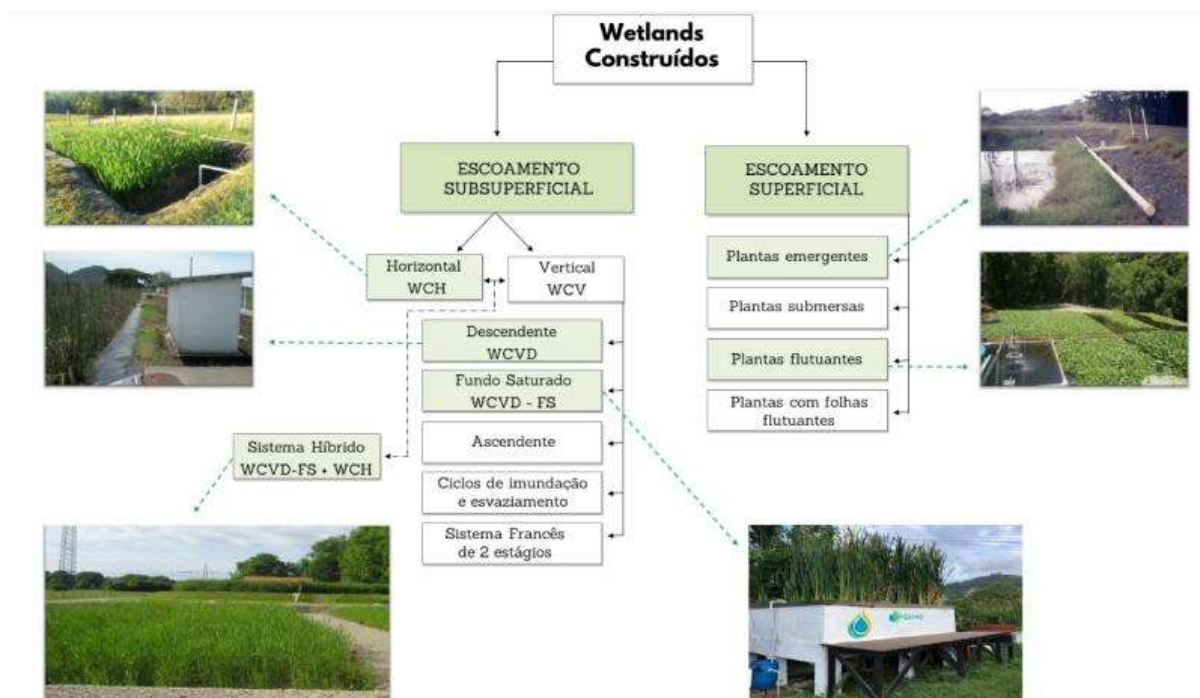 Wetlands
Construídos
ESCOAMENTO
SUBSUPERFICIAL
ESCOAMENTO
SUPERFICIAL
Horizontal
WCH
Vertical
WCV
Descendente
WCVD
Fundo Saturado
WCVD - FS
Ascendente
Ciclos de imundação
e esvaziamento
Sistema Francês
de 2 estágios
Sistema Híbrido
WCVD-FS + WCH
Plantas emergentes
Plantas submersas
Plantas flutuantes
Plantas com folhas
flutuantes